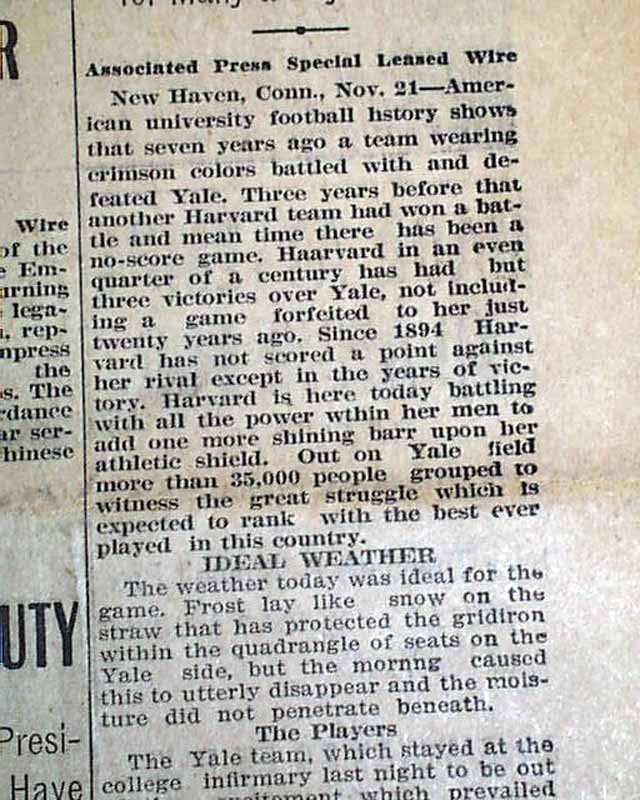 for Many a
R
Wire
of the
e Em-
arning
lega-
, rep-
mpress
the
s. The
rdance
ar ser-
hinese
UTY
Presi-
Have
Associated Press Special Leased Wire
New Haven, Conn., Nov. 21—Amer-
ican university football hstory shows
that seven years ago a team wearing
crimson colors battled with and de-
feated Yale. Three years before that
another Harvard team had won a bat-
tle and mean time there has been a
no-score game. Haarvard in an even
quarter of a century has had but
three victories over Yale, not includ-
ing a game forfeited to her just
twenty years ago. Since 1894 Har-
vard has not scored a point against
her rival except in the years of vic-
tory. Harvard is here today battling
with all the power wthin her men to
add one more shining barr upon her
athletic shield. Out on Yale field
more than 35,000 people grouped to
witness the great struggle which is
expected to rank with the best ever
played in this country.
IDEAL WEATHER
The weather today was ideal for the
game. Frost lay like snow on the
straw that has protected the gridiron
within the quadrangle of seats on the
Yale side, but the mornng caused
this to utterly disappear and the mois-
ture did not penetrate beneath.
The Players
The Yale team, which stayed at the
college infirmary last night to be out
excitement which prevailed